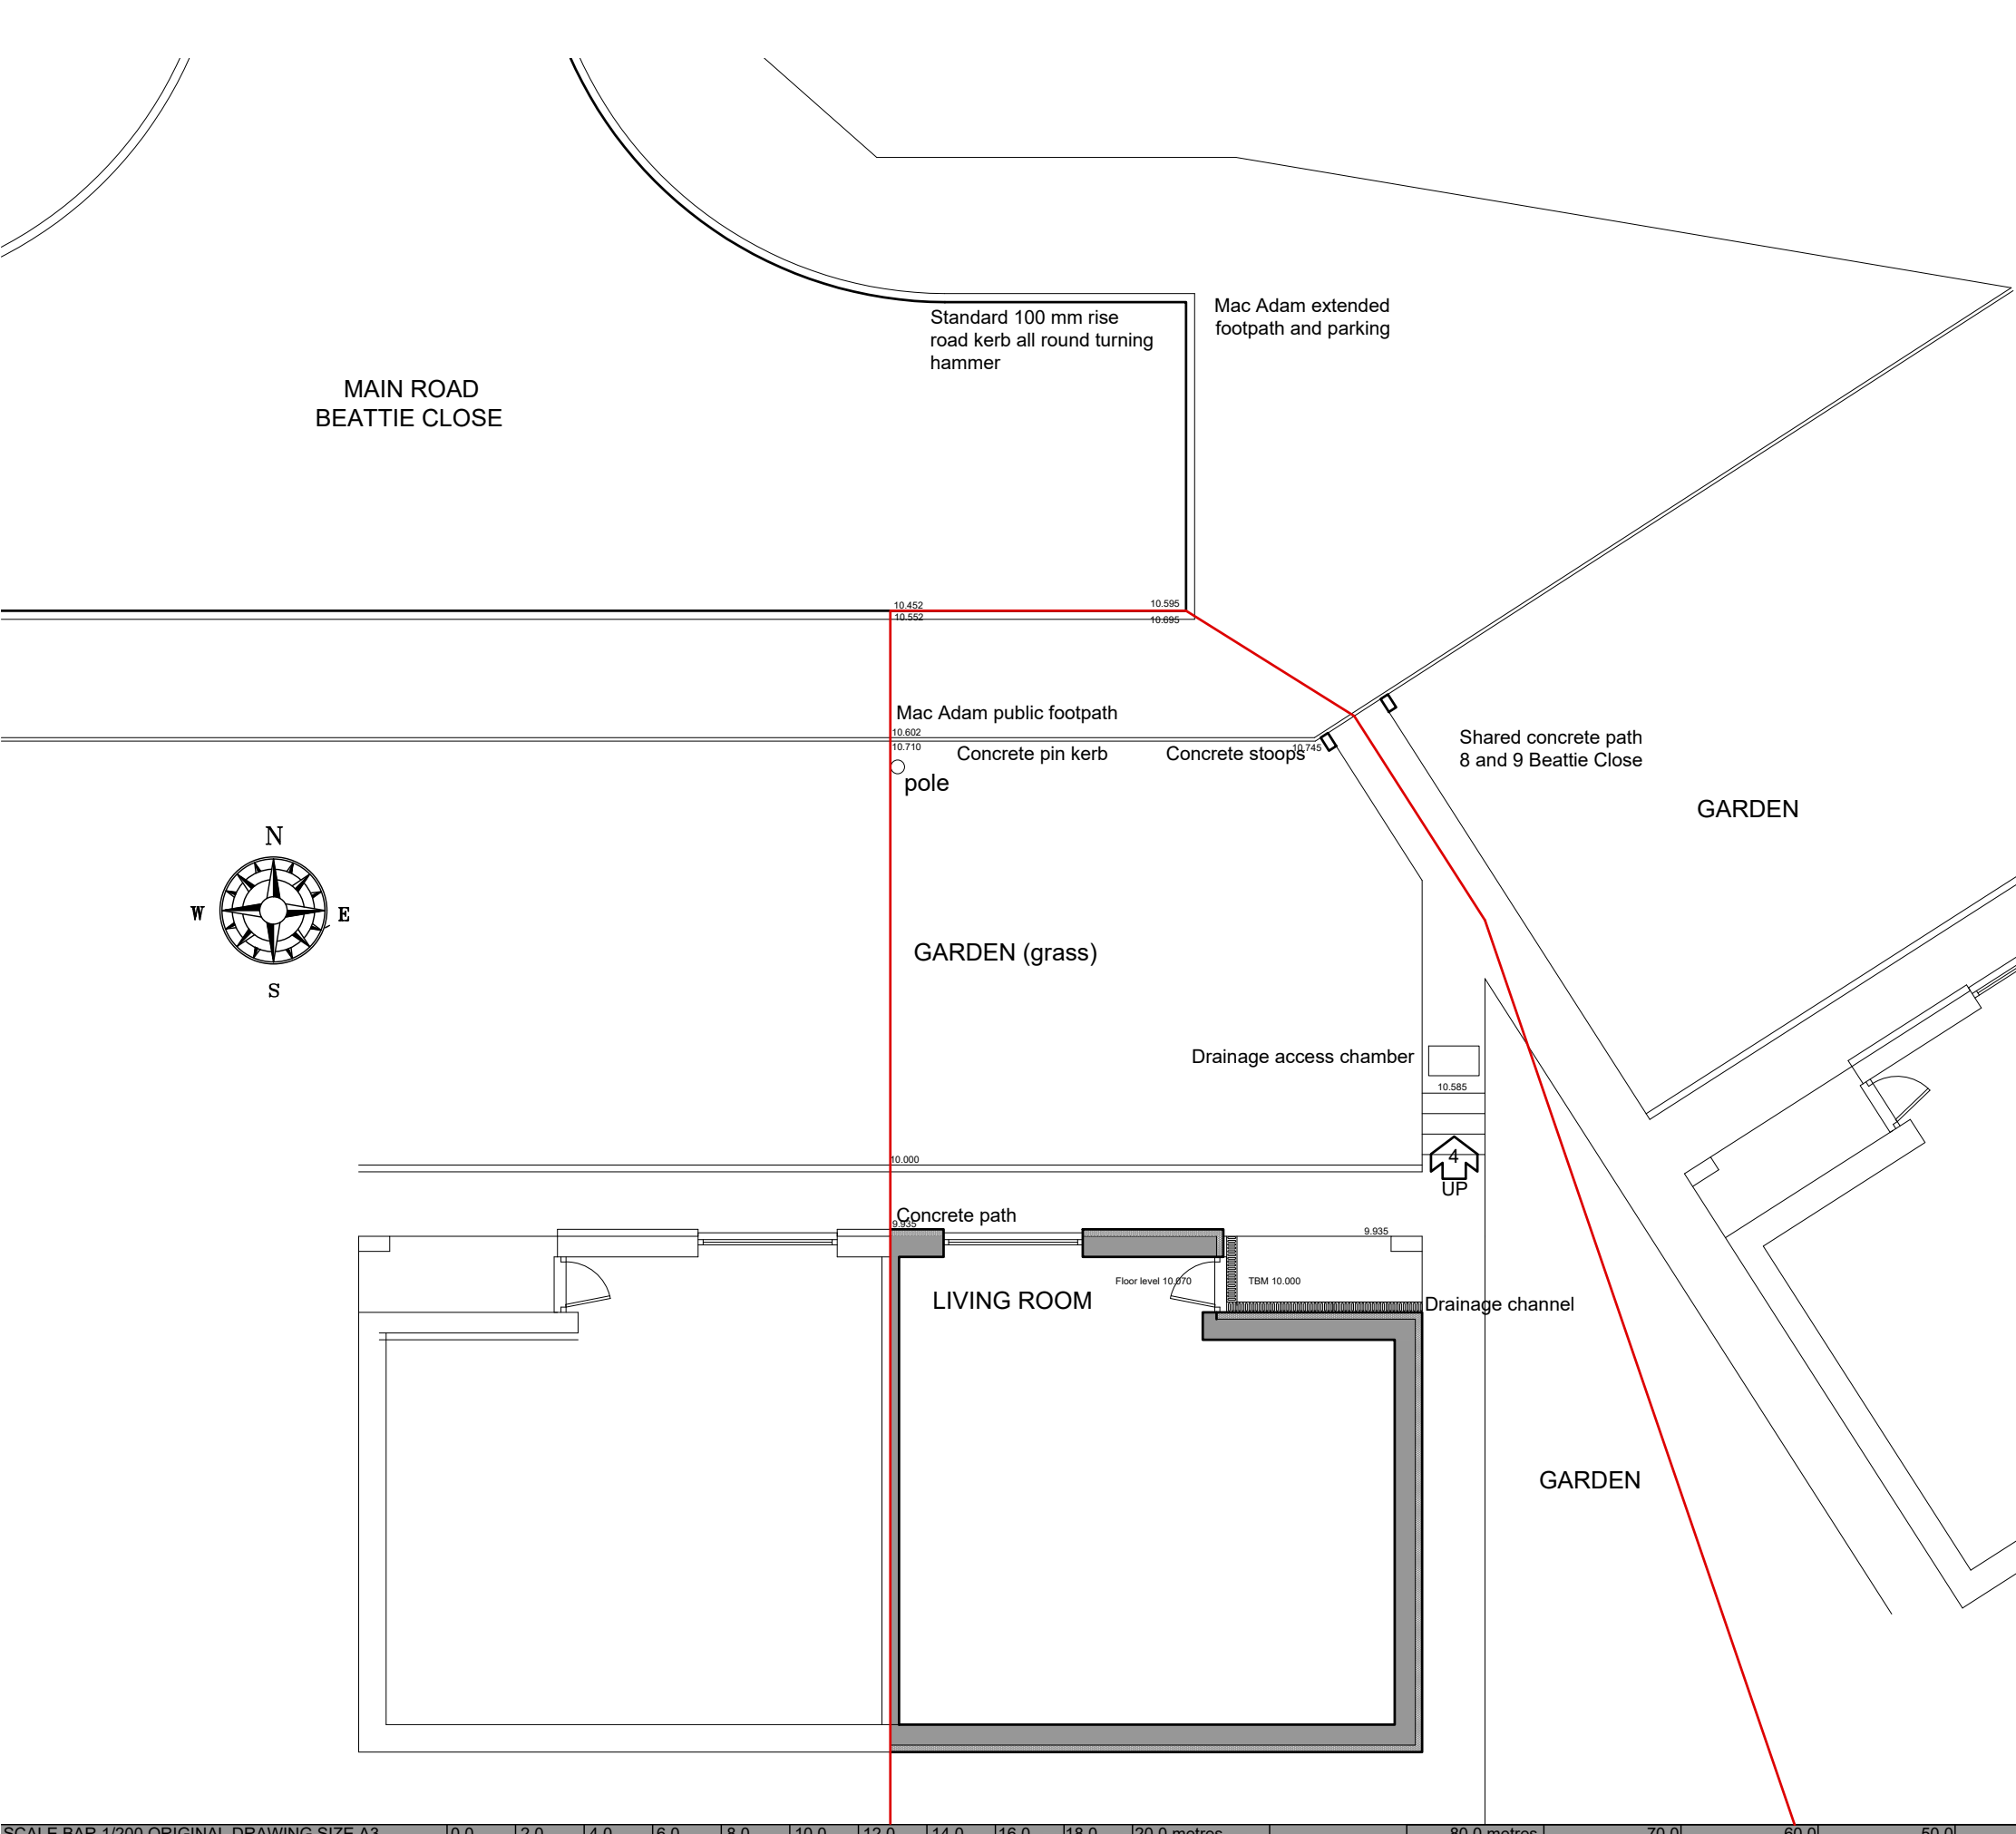 Standard 100 mm rise
road kerb all round turning
hammer
Mac Adam extended
footpath and parking
MAIN ROAD
BEATTIE CLOSE
10.452
10.552
10.595
10.695
Mac Adam public footpath
10.602
10.710
Concrete pin kerb
Concrete stoops
10.745
Shared concrete path
8 and 9 Beattie Close
pole
GARDEN
N
W
E
S
GARDEN (grass)
Drainage access chamber
10.585
4
UP
10.000
Concrete path
9.935
9.935
Floor level 10.070
TBM 10.000
LIVING ROOM
Drainage channel
GARDEN
SCALE BAR 1/200 ORIGINAL DRAWING SIZE A3 0.0 2.0 4.0 6.0 8.0 10.0 12.0 14.0 16.0 18.0 20.0 metres 80.0 metres 70.0 60.0 50.0